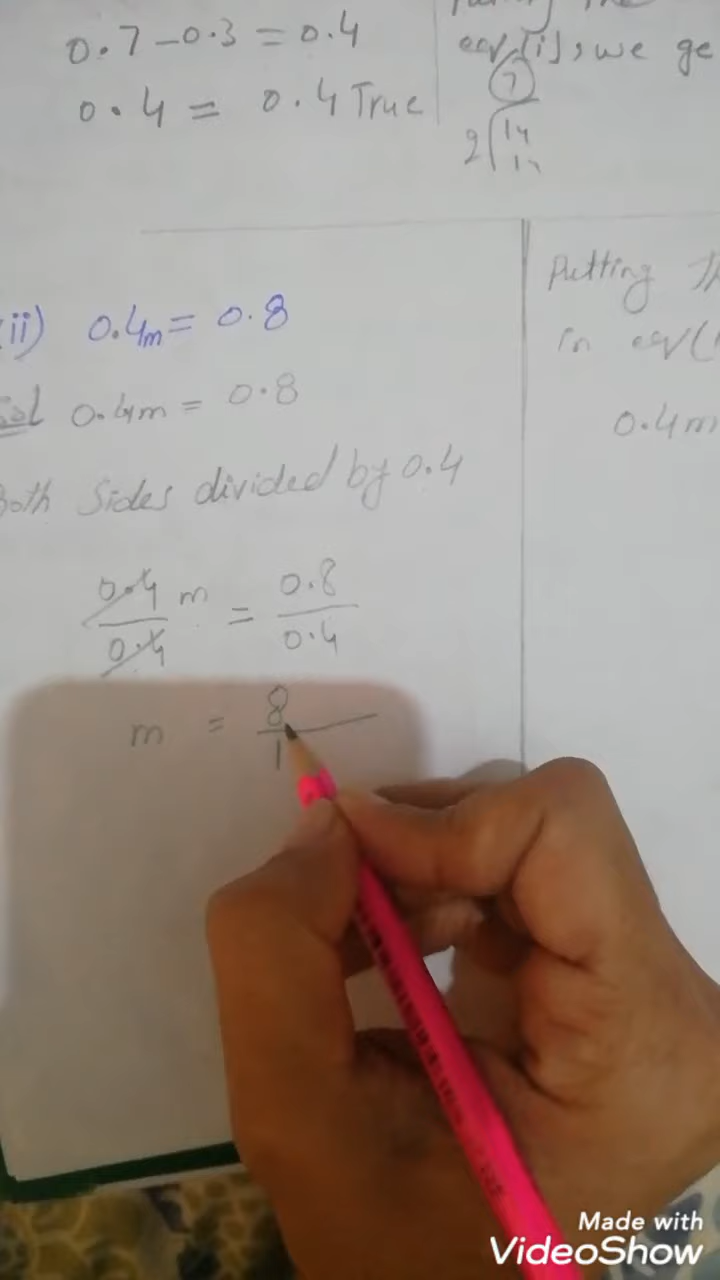 0.7 - 0.3 = 0.4
0.4 = 0.4 True
(ii) 0.4m = 0.8
Sol 0.4m = 0.8
Both Sides divided by 0.4
0.4/0.4 m = 0.8/0.4
m = 8/1
we ge
7
2 14
Putting
in eq
0.4m
Made with
VideoShow